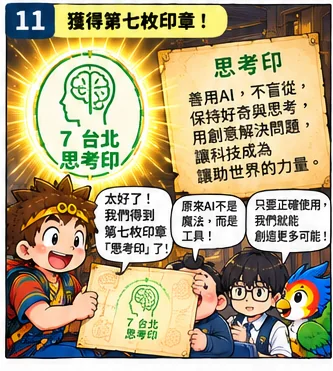 11 獲得第七枚印章！
7 台北
思考印
思考印
善用AI，不盲從，
保持好奇與思考，
用創意解決問題，
讓科技成為
讓助世界的力量。
太好了！
我們得到
第七枚印章
「思考印」了！
原來AI不是
魔法，而是
工具！
只要正確使用，
我們就能
創造更多可能！
7 台北
思考印